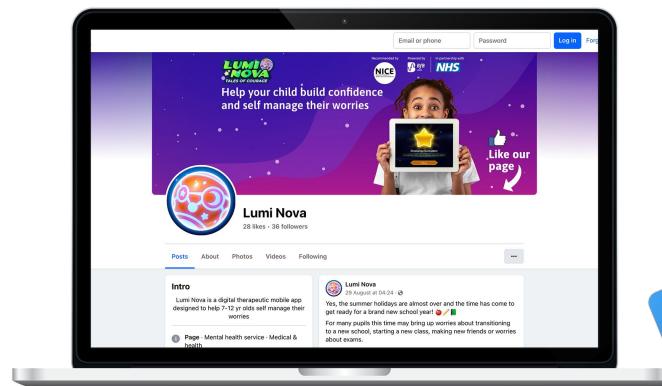 Email or phone
Password
Log in
Forg
LUMI
NOVA
TALES OF COURAGE
Recommended by
NICE
Powered by
In partnership with
NHS
Help your child build confidence
and self manage their worries
Like our
page
Lumi Nova
28 likes • 36 followers
Posts
About
Photos
Videos
Following
Intro
Lumi Nova is a digital therapeutic mobile app
designed to help 7-12 yr olds self manage their
worries
Page · Mental health service · Medical &
health
Lumi Nova
29 August at 04:24 ·
Yes, the summer holidays are almost over and the time has come to
get ready for a brand new school year!
For many pupils this time may bring up worries about transitioning
to a new school, starting a new class, making new friends or worries
about exams.